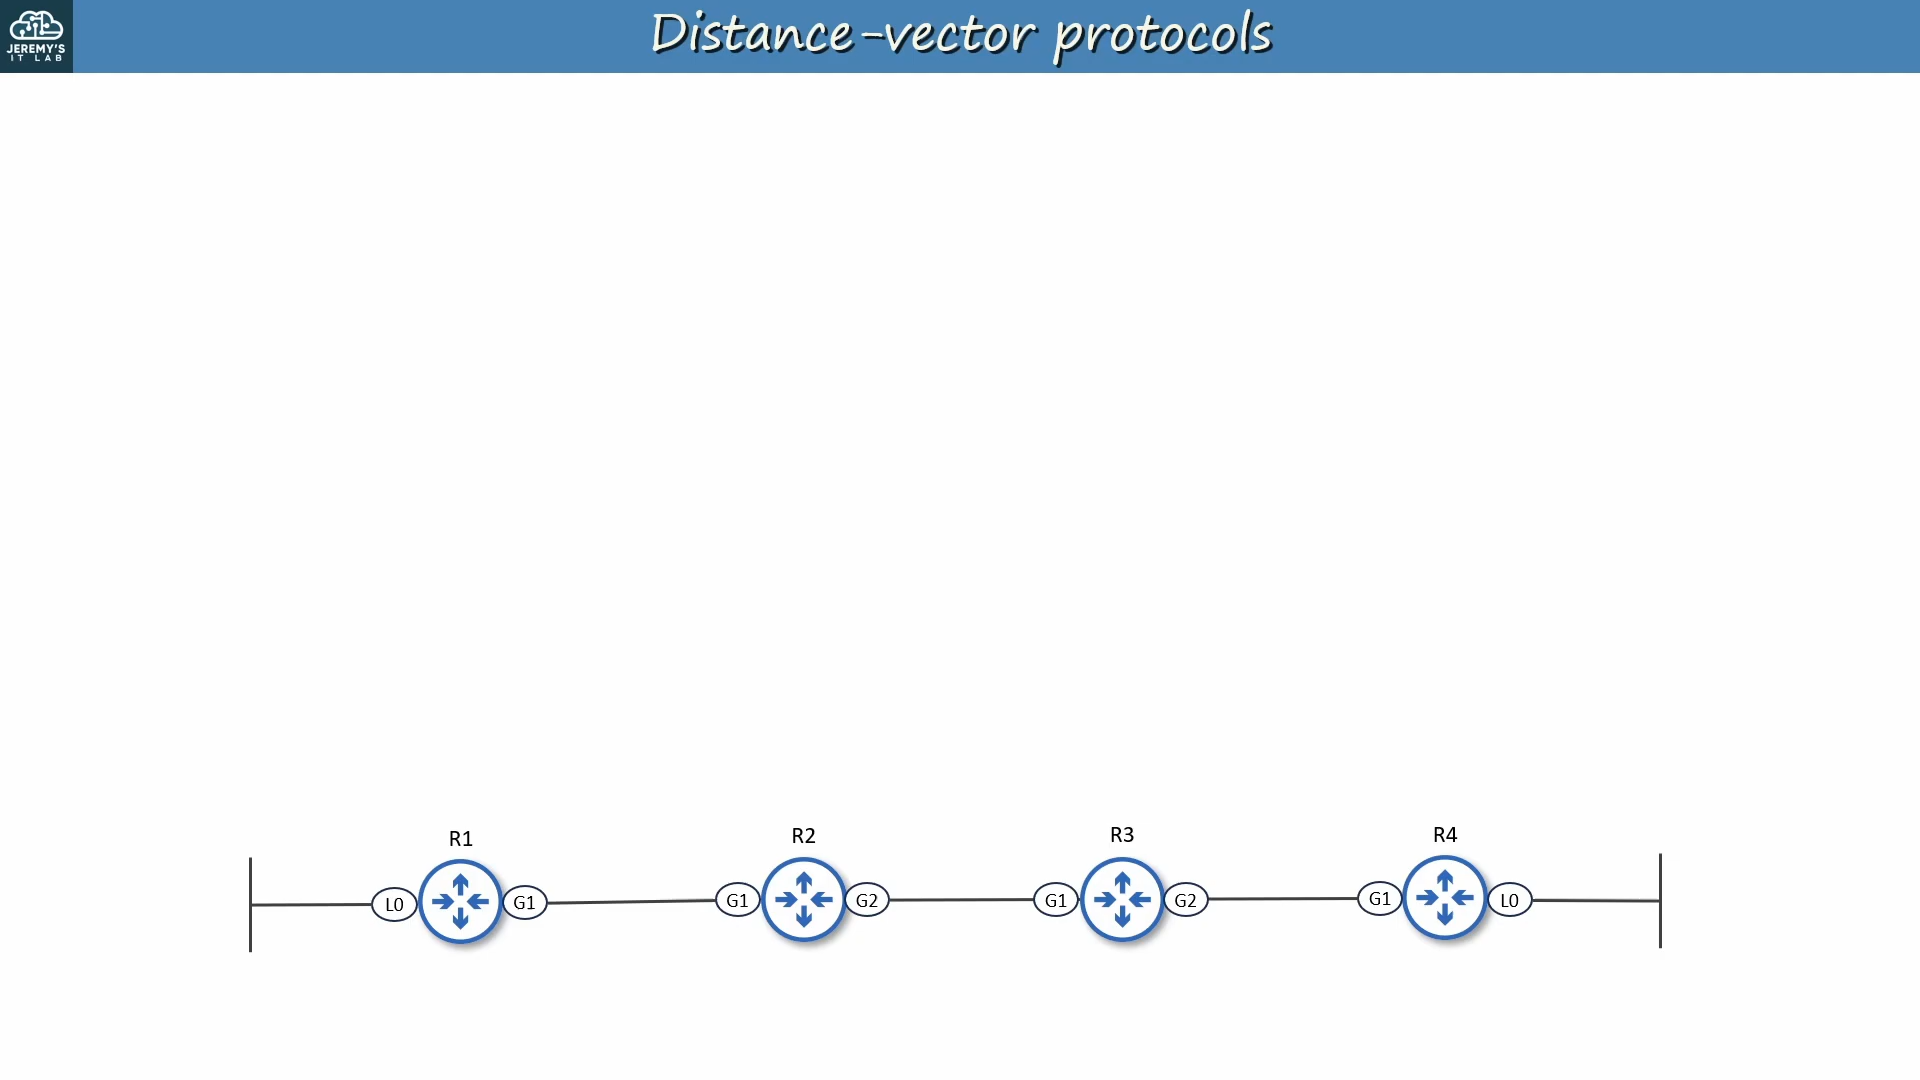 JEREMY'S
IT LAB
Distance-vector protocols
R1
R2
R3
R4
L0
G1
G1
G2
G1
G2
G1
L0